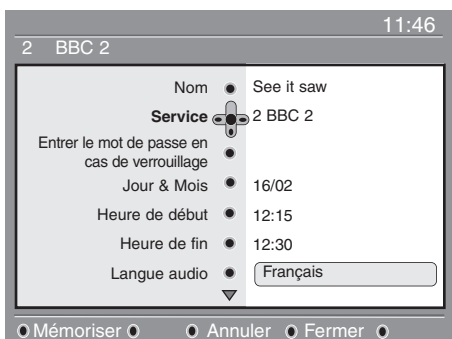 11:46
2 BBC 2
Nom See it saw
Service 2 BBC 2
Entrer le mot de passe en
cas de verrouillage
Jour & Mois 16/02
Heure de début 12:15
Heure de fin 12:30
Langue audio Français
Mémoriser Annuler Fermer